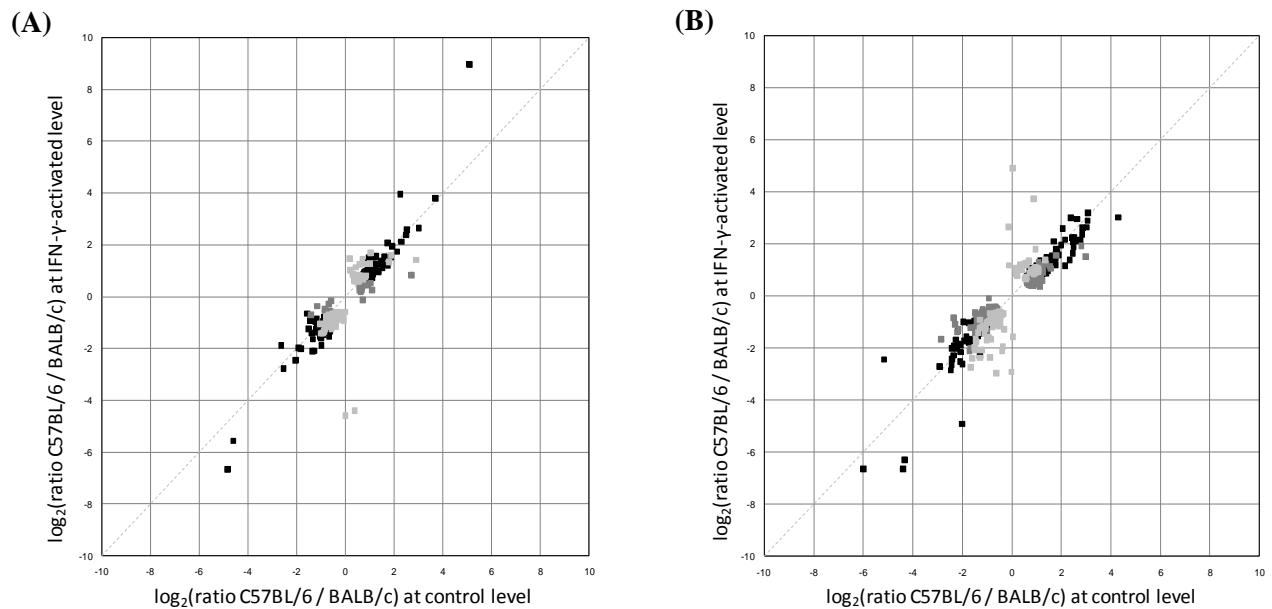 (A)
10
8
6
4
2
0
-2
-4
-6
-8
-10
-10 -8 -6 -4 -2 0 2 4 6 8 10
log₂(ratio C57BL/6 / BALB/c) at IFN-γ-activated level
log₂(ratio C57BL/6 / BALB/c) at control level
(B)
10
8
6
4
2
0
-2
-4
-6
-8
-10
-10 -8 -6 -4 -2 0 2 4 6 8 10
log₂(ratio C57BL/6 / BALB/c) at IFN-γ-activated level
log₂(ratio C57BL/6 / BALB/c) at control level